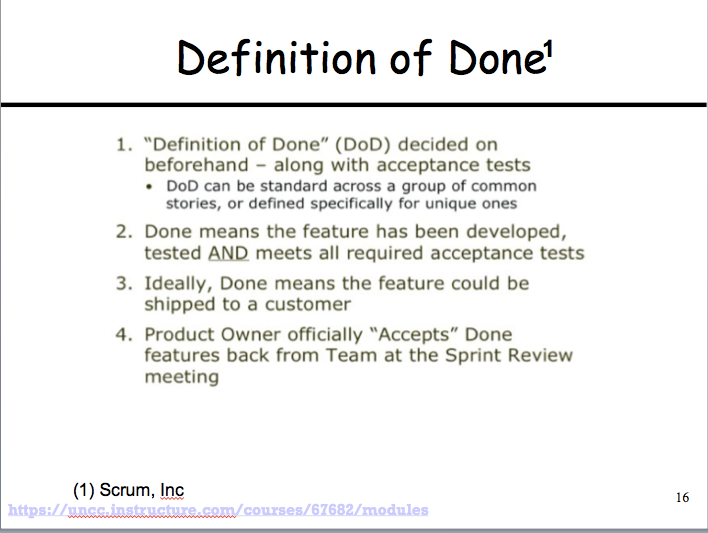 Definition of Done¹
1. “Definition of Done” (DoD) decided on
beforehand – along with acceptance tests
• DoD can be standard across a group of common
stories, or defined specifically for unique ones
2. Done means the feature has been developed,
tested AND meets all required acceptance tests
3. Ideally, Done means the feature could be
shipped to a customer
4. Product Owner officially “Accepts” Done
features back from Team at the Sprint Review
meeting
(1) Scrum, Inc
16
https://uncc.instructure.com/courses/67682/modules